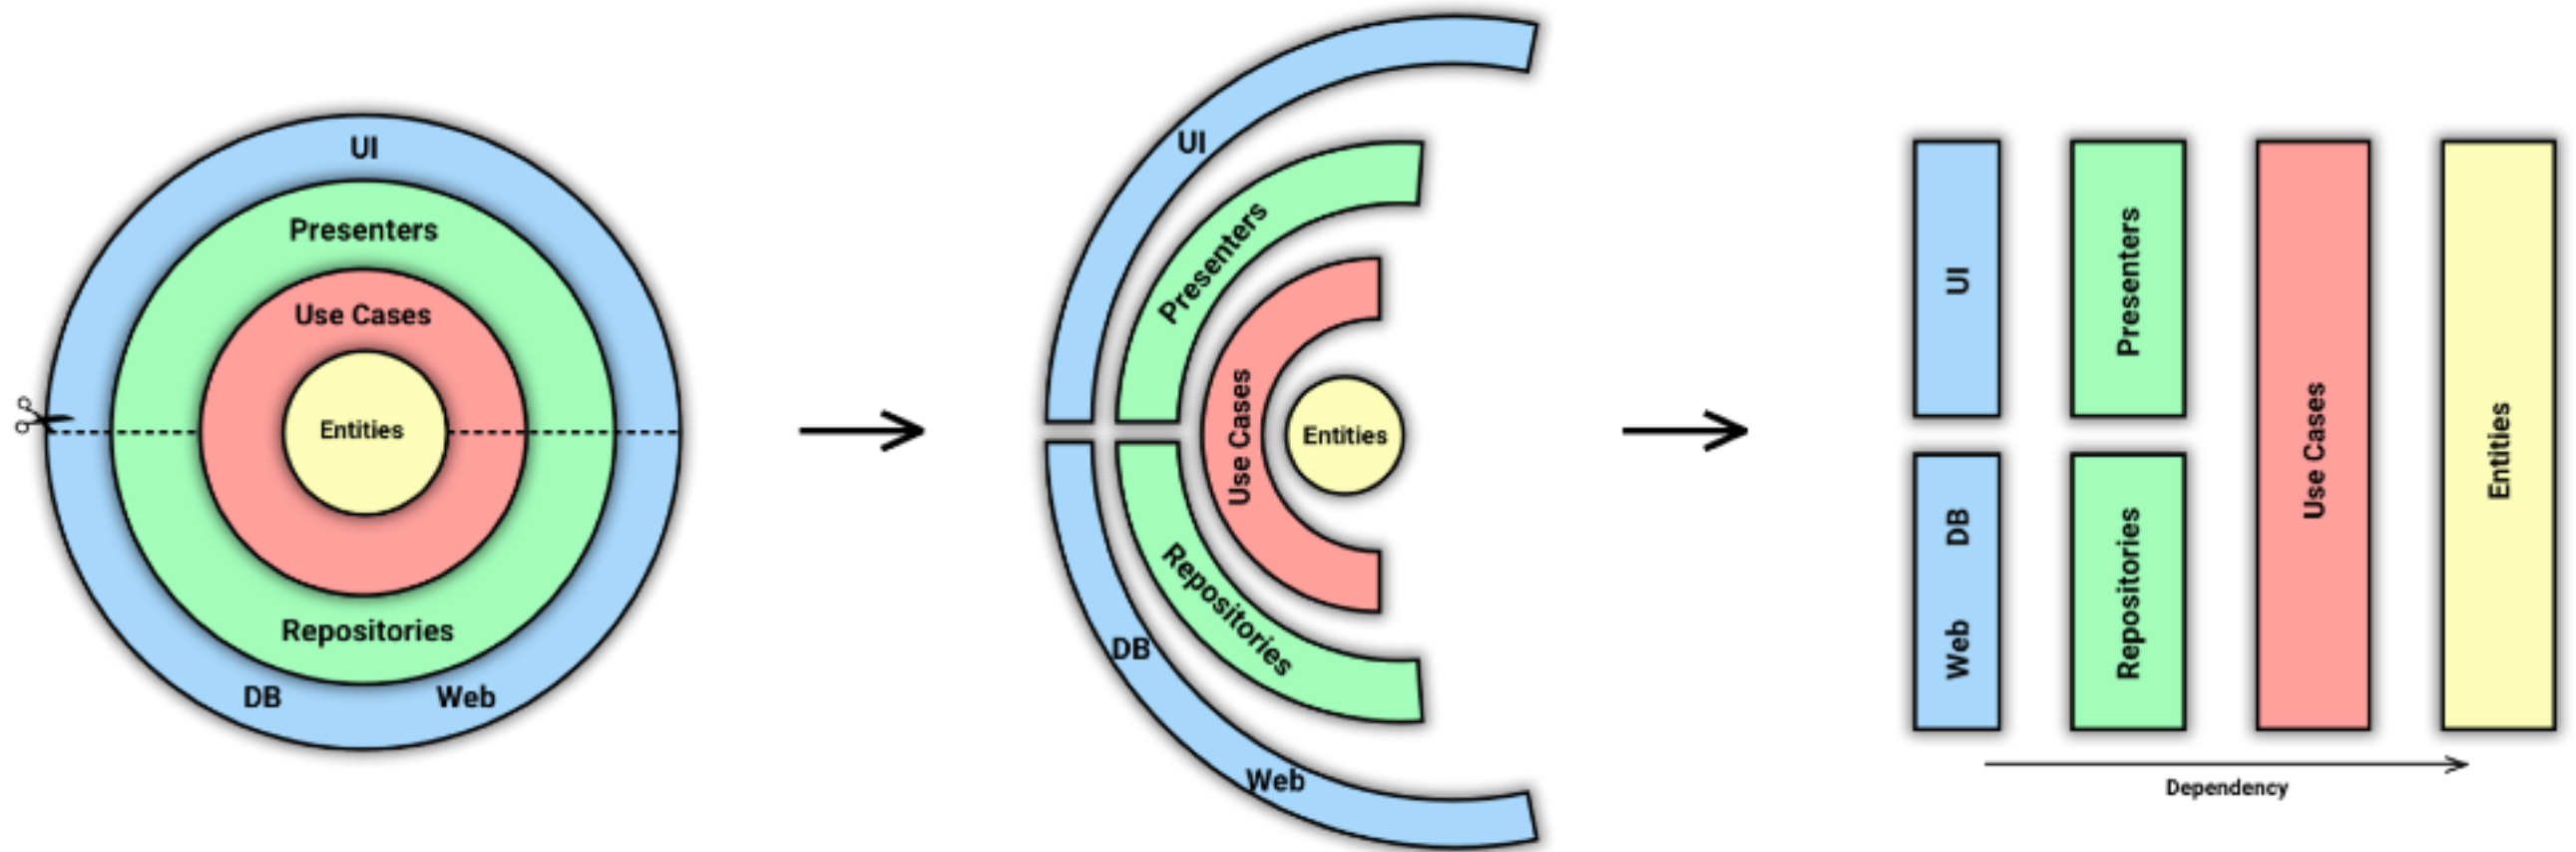 UI
Presenters
Use Cases
Entities
Repositories
DB Web
UI
Presenters
Use Cases
Entities
Repositories
DB
Web
UI
Presenters
Use Cases
Entities
DB
Web
Repositories
Dependency